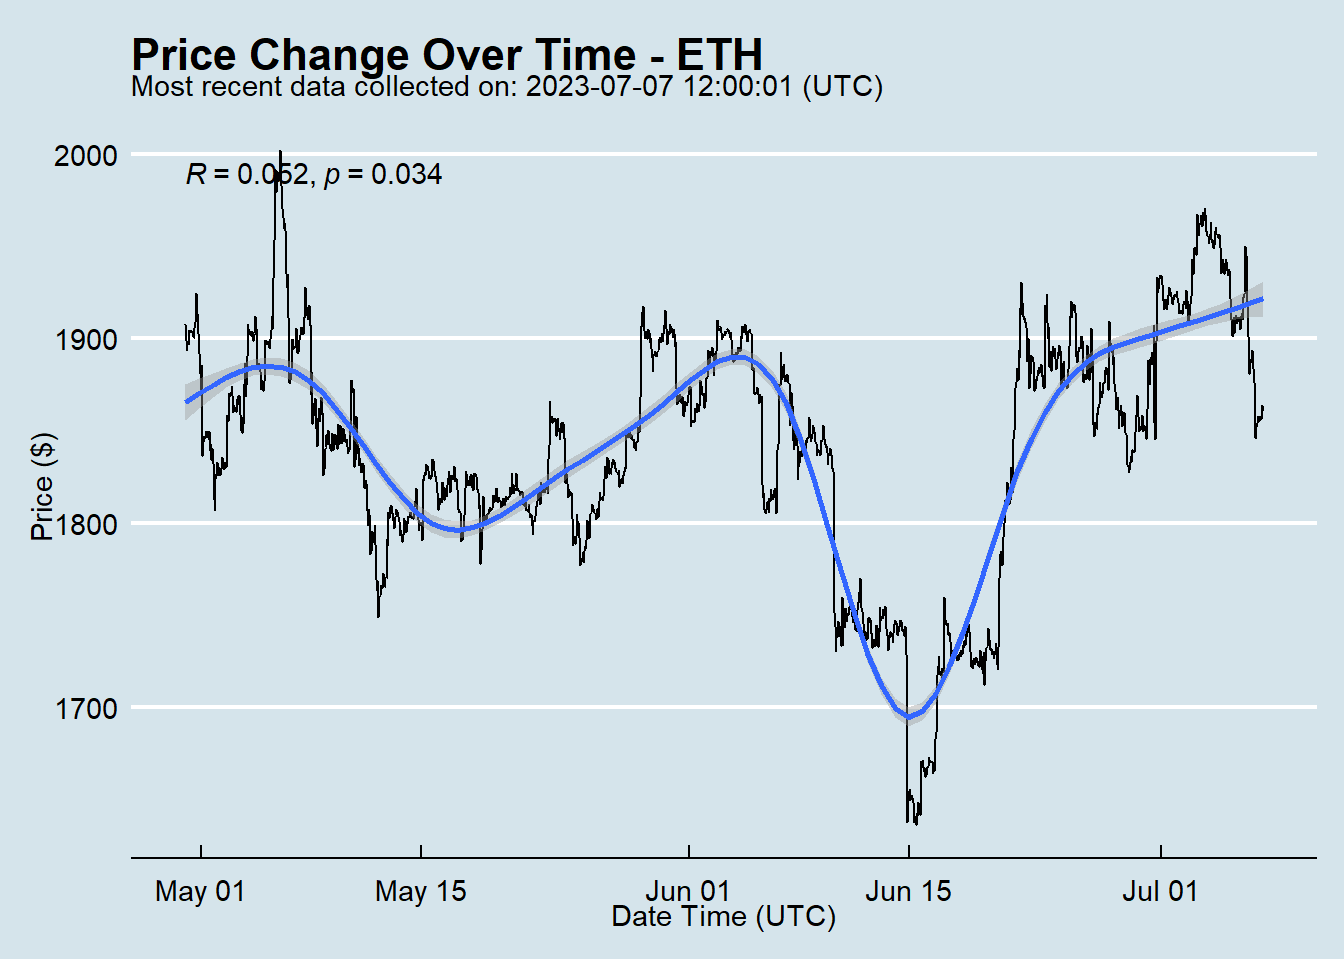 Price Change Over Time - ETH
Most recent data collected on: 2023-07-07 12:00:01 (UTC)
R = 0.052, p = 0.034
2000
1900
1800
1700
Price ($)
May 01 May 15 Jun 01 Jun 15 Jul 01
Date Time (UTC)